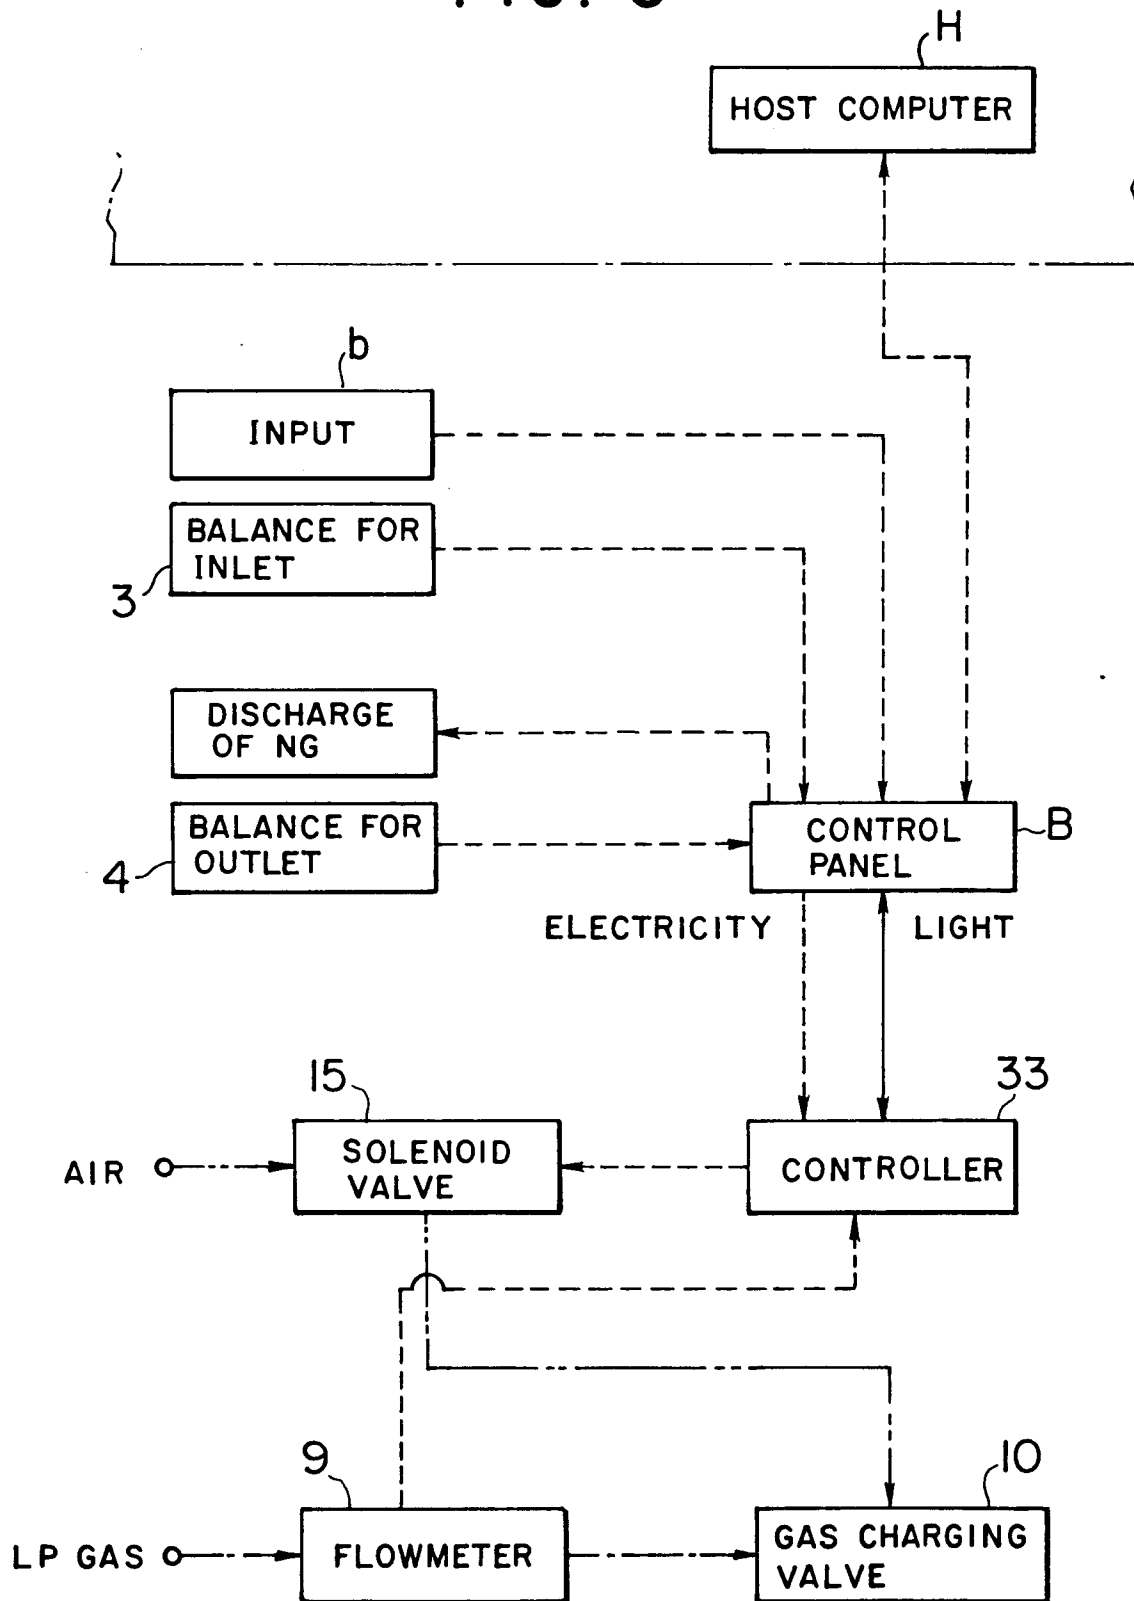 H
HOST COMPUTER
b
INPUT
BALANCE FOR
INLET
3
DISCHARGE
OF NG
BALANCE FOR
OUTLET
4
CONTROL
PANEL
B
ELECTRICITY
LIGHT
15
33
AIR
SOLENOID
VALVE
CONTROLLER
9
10
LP GAS
FLOWMETER
GAS CHARGING
VALVE